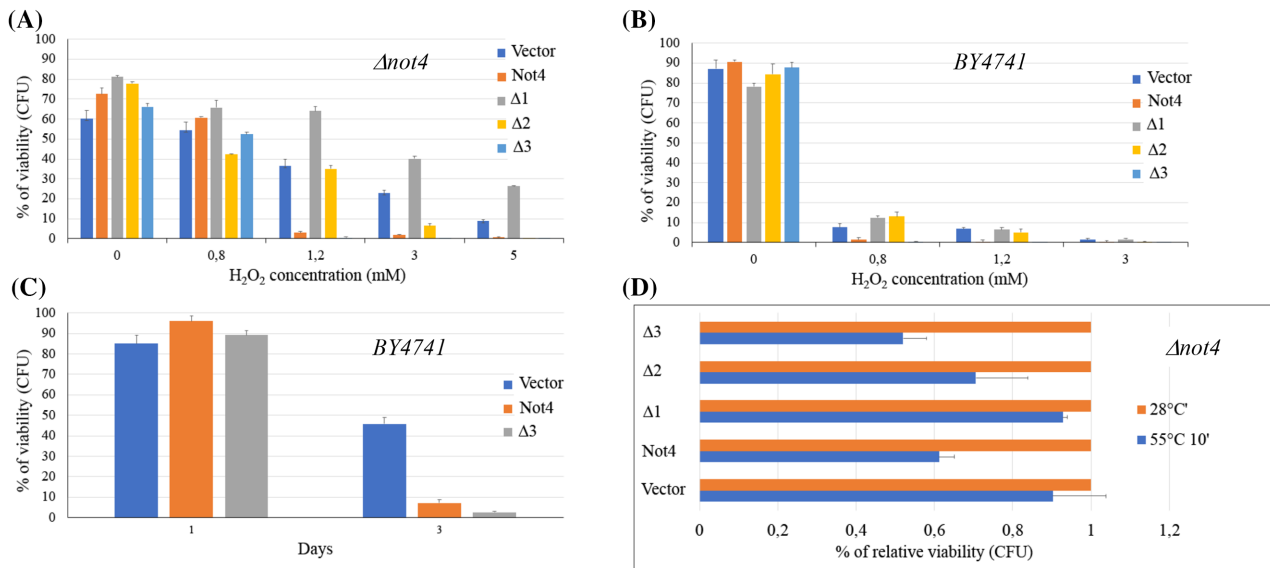 (A)
% of viability (CFU)
100
90
80
70
60
50
40
30
20
10
0
Δnot4
Vector
Not4
Δ1
Δ2
Δ3
0 0,8 1,2 3 5
H₂O₂ concentration (mM)
(B)
% of viability (CFU)
100
90
80
70
60
50
40
30
20
10
0
BY4741
Vector
Not4
Δ1
Δ2
Δ3
0 0,8 1,2 3
H₂O₂ concentration (mM)
(C)
% of viability (CFU)
100
90
80
70
60
50
40
30
20
10
0
BY4741
Vector
Not4
Δ3
1 3
Days
(D)
Δ3
Δ2
Δ1
Not4
Vector
Δnot4
28°C'
55°C 10'
0 0,2 0,4 0,6 0,8 1 1,2
% of relative viability (CFU)